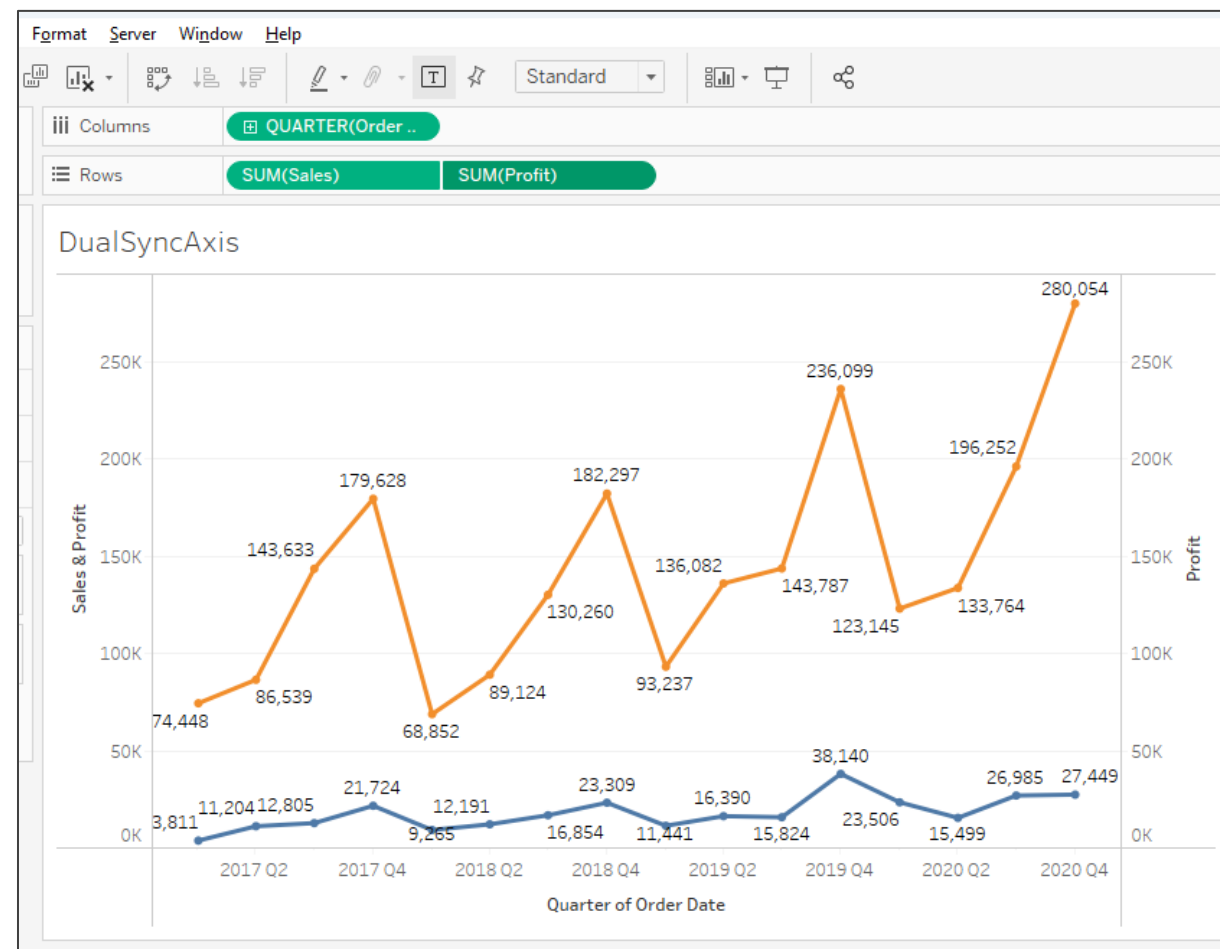 Format Server Window Help
T Standard
Columns QUARTER(Order ..
Rows SUM(Sales) SUM(Profit)
DualSyncAxis
280,054
250K 250K
236,099
196,252
200K 200K
179,628 182,297
143,633
150K 150K
136,082
143,787
130,260
133,764
123,145
100K 100K
93,237
86,539 89,124
74,448
68,852
50K 50K
38,140
26,985 27,449
21,724 23,309
16,390
11,204 12,805 12,191
3,811
23,506
0K 9,265 16,854 11,441 15,824 15,499 0K
Sales & Profit
Profit
2017 Q2 2017 Q4 2018 Q2 2018 Q4 2019 Q2 2019 Q4 2020 Q2 2020 Q4
Quarter of Order Date